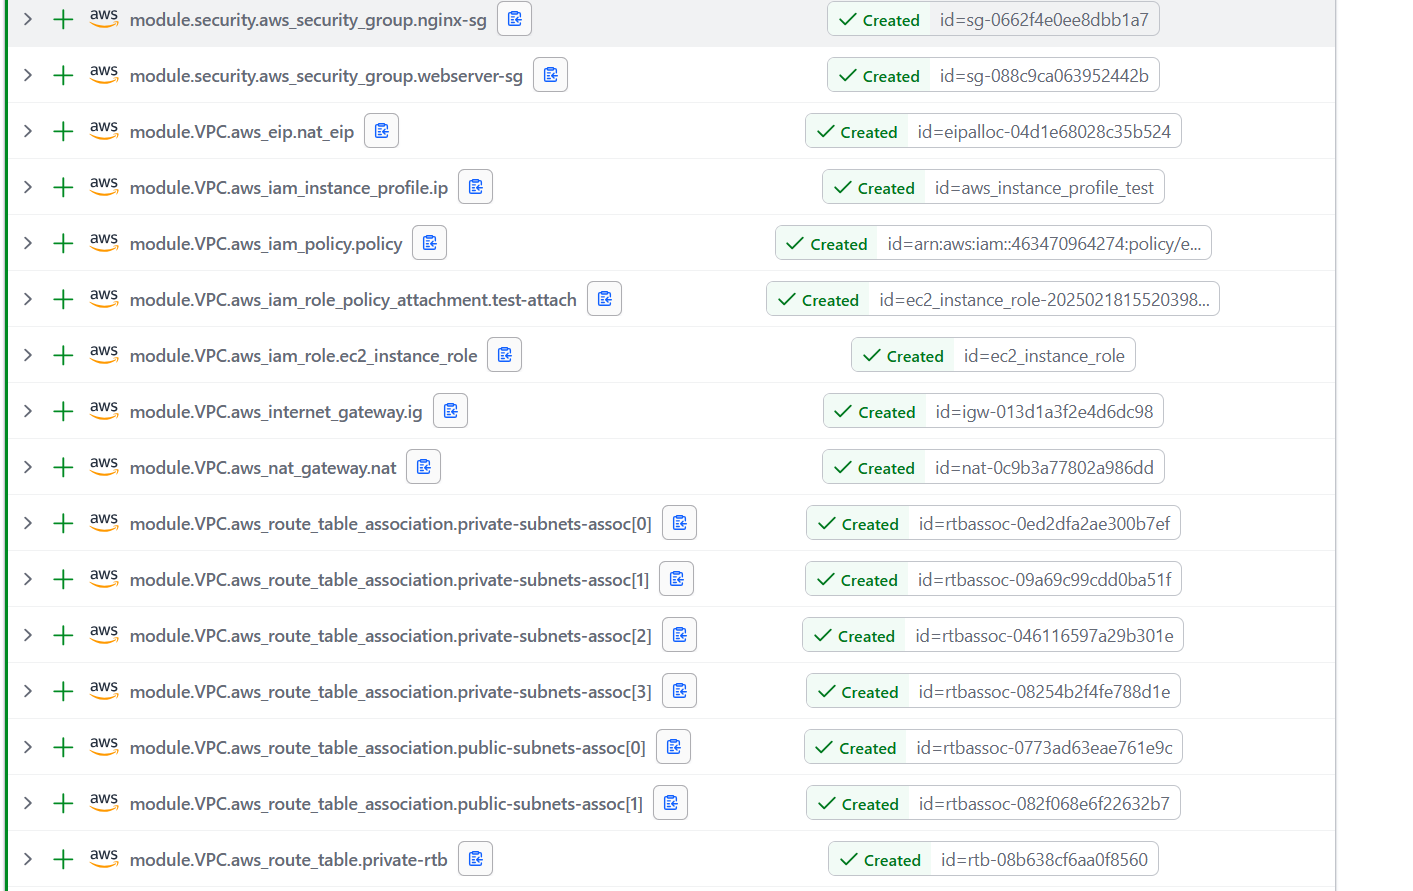 aws module.security.aws_security_group.nginx-sg Created id=sg-0662f4e0ee8dbb1a7
aws module.security.aws_security_group.webserver-sg Created id=sg-088c9ca063952442b
aws module.VPC.aws_eip.nat_eip Created id=eipalloc-04d1e68028c35b524
aws module.VPC.aws_iam_instance_profile.ip Created id=aws_instance_profile_test
aws module.VPC.aws_iam_policy.policy Created id=arn:aws:iam::463470964274:policy/e...
aws module.VPC.aws_iam_role_policy_attachment.test-attach Created id=ec2_instance_role-2025021815520398...
aws module.VPC.aws_iam_role.ec2_instance_role Created id=ec2_instance_role
aws module.VPC.aws_internet_gateway.ig Created id=igw-013d1a3f2e4d6dc98
aws module.VPC.aws_nat_gateway.nat Created id=nat-0c9b3a77802a986dd
aws module.VPC.aws_route_table_association.private-subnets-assoc[0] Created id=rtbassoc-0ed2dfa2ae300b7ef
aws module.VPC.aws_route_table_association.private-subnets-assoc[1] Created id=rtbassoc-09a69c99cdd0ba51f
aws module.VPC.aws_route_table_association.private-subnets-assoc[2] Created id=rtbassoc-046116597a29b301e
aws module.VPC.aws_route_table_association.private-subnets-assoc[3] Created id=rtbassoc-08254b2f4fe788d1e
aws module.VPC.aws_route_table_association.public-subnets-assoc[0] Created id=rtbassoc-0773ad63eae761e9c
aws module.VPC.aws_route_table_association.public-subnets-assoc[1] Created id=rtbassoc-082f068e6f22632b7
aws module.VPC.aws_route_table.private-rtb Created id=rtb-08b638cf6aa0f8560